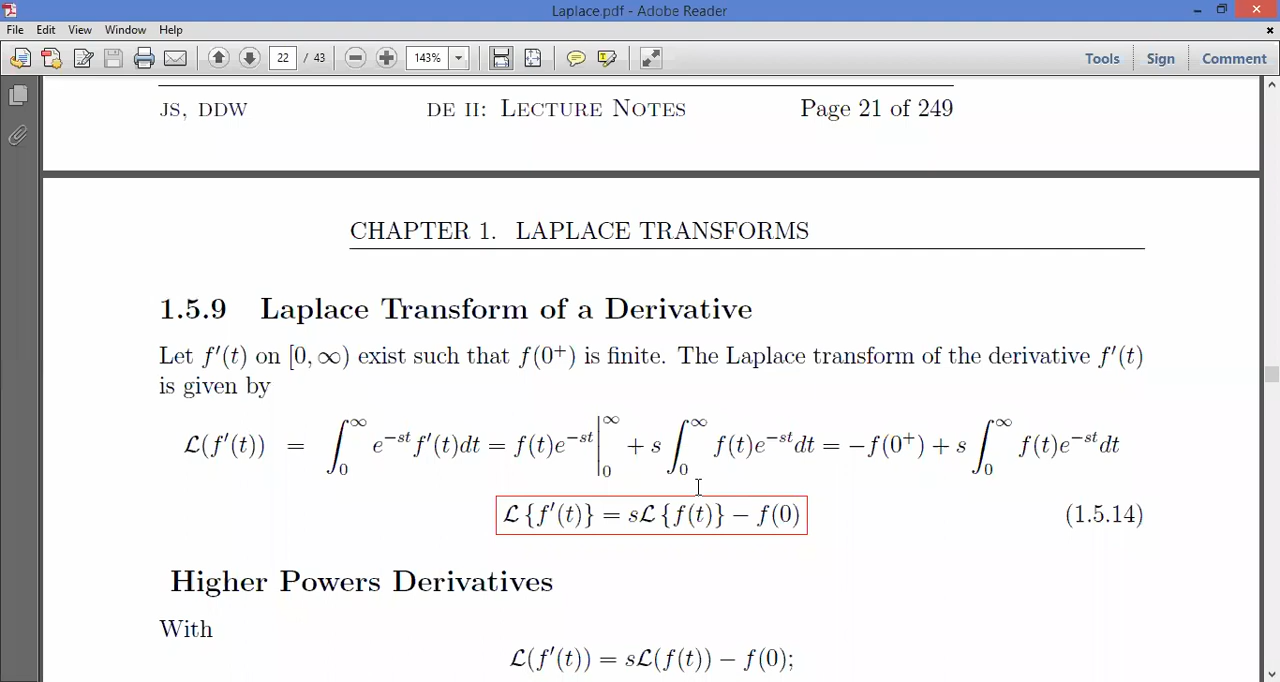 Laplace.pdf - Adobe Reader
File Edit View Window Help
22 / 43 143% Tools Sign Comment
JS, DDW DE II: LECTURE NOTES Page 21 of 249
CHAPTER 1. LAPLACE TRANSFORMS
1.5.9 Laplace Transform of a Derivative
Let f′(t) on [0, ∞) exist such that f(0⁺) is finite. The Laplace transform of the derivative f′(t)
is given by
ℒ(f′(t)) = ∫₀^∞ e^{−st} f′(t)dt = f(t)e^{−st} |₀^∞ + s ∫₀^∞ f(t)e^{−st}dt = −f(0⁺) + s ∫₀^∞ f(t)e^{−st}dt
ℒ {f′(t)} = sℒ {f(t)} − f(0) (1.5.14)
Higher Powers Derivatives
With
ℒ(f′(t)) = sℒ(f(t)) − f(0);